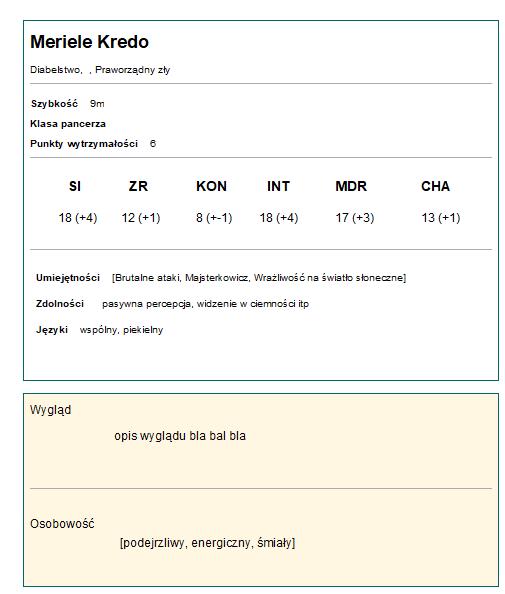 Meriele Kredo
Diabelstwo,  , Praworządny zły
Szybkość 9m
Klasa pancerza
Punkty wytrzymałości 6
SI ZR KON INT MDR CHA
18 (+4) 12 (+1) 8 (+-1) 18 (+4) 17 (+3) 13 (+1)
Umiejętności [Brutalne ataki, Majsterkowicz, Wrażliwość na światło słoneczne]
Zdolności pasywna percepcja, widzenie w ciemności itp
Języki wspólny, piekielny
Wygląd
opis wyglądu bla bal bla
Osobowość
[podejrzliwy, energiczny, śmiały]